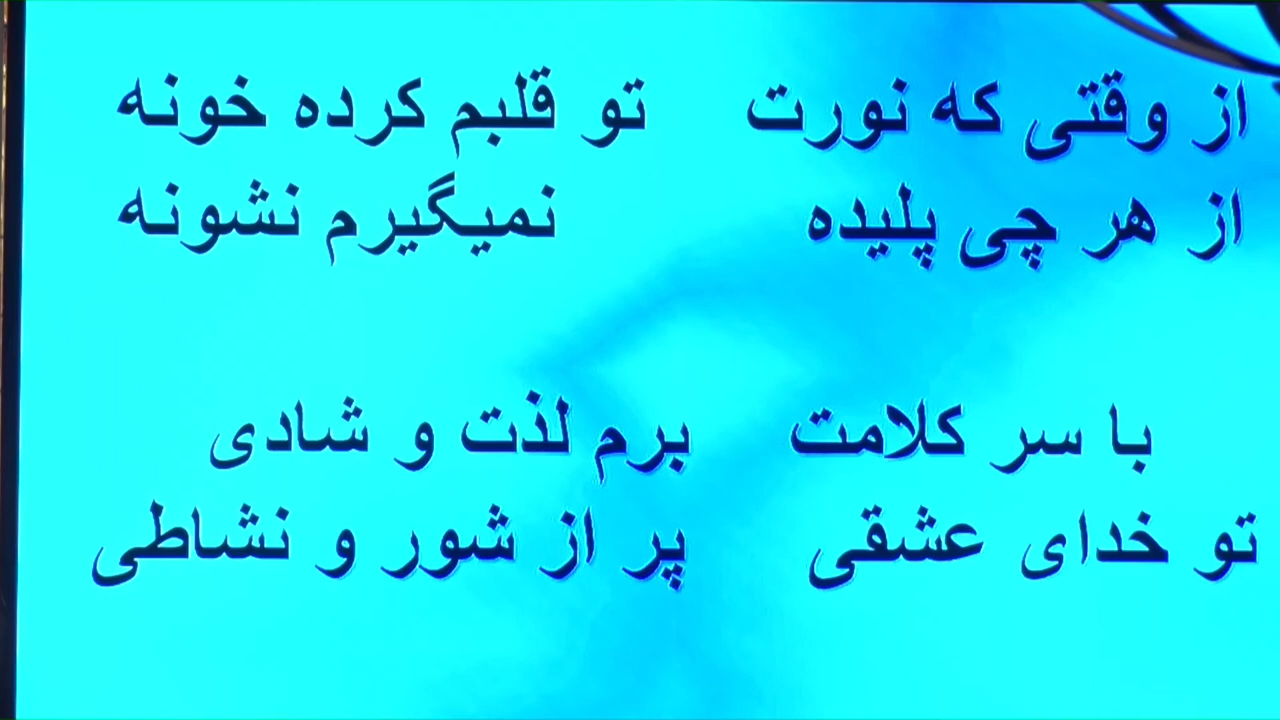 از وقتی که نورت تو قلبم کرده خونه
از هر چی پلیده نمیگیرم نشونه
با سر کلامت برم لذت و شادی
تو خدای عشقی پر از شور و نشاطی